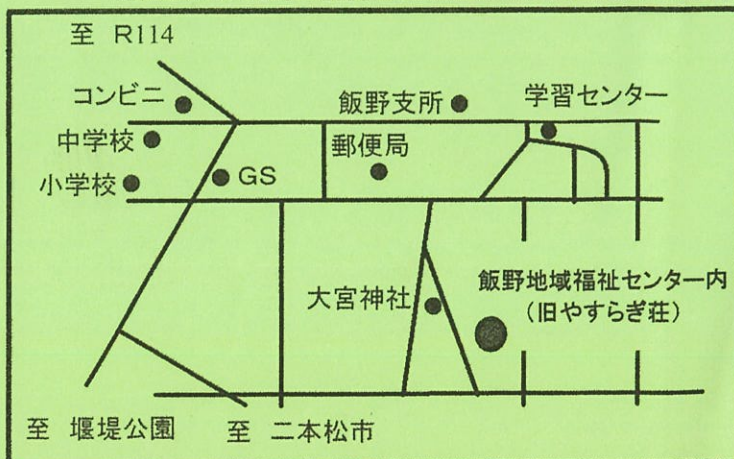 至 R114
コンビニ
飯野支所
学習センター
中学校
郵便局
小学校
GS
大宮神社
飯野地域福祉センター内
（旧やすらぎ荘）
至 堰堤公園
至 二本松市